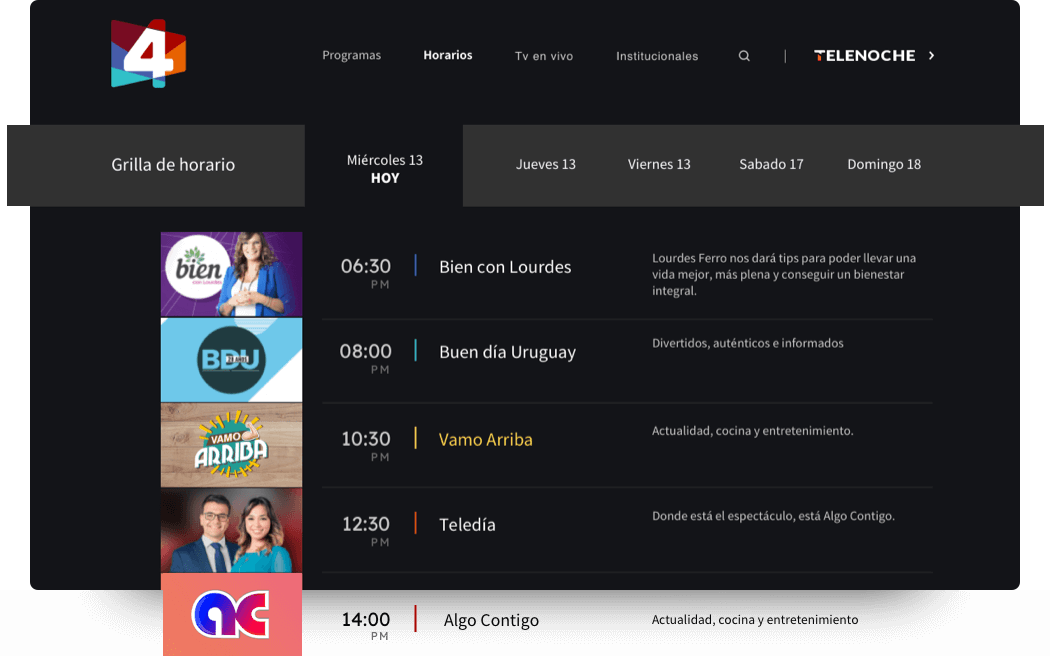 4
Programas
Horarios
Tv en vivo
Institucionales
TELENOCHE
Grilla de horario
Miércoles 13
HOY
Jueves 13
Viernes 13
Sabado 17
Domingo 18
bien
con Lourdes
06:30
PM
Bien con Lourdes
Lourdes Ferro nos dará tips para poder llevar una
vida mejor, más plena y conseguir un bienestar
integral.
BDU
08:00
PM
Buen día Uruguay
Divertidos, auténticos e informados
VAMO
ARRIBA
10:30
PM
Vamo Arriba
Actualidad, cocina y entretenimiento.
12:30
PM
Teledía
Donde está el espectáculo, está Algo Contigo.
ac
14:00
PM
Algo Contigo
Actualidad, cocina y entretenimiento